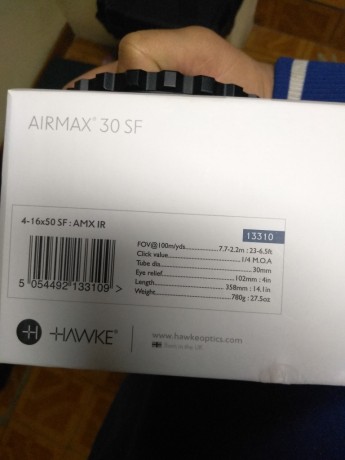 AIRMAX® 30 SF
4-16x50 SF : AMX IR
13310
FOV@100m/yds.....7.7-2.2m : 23-6.5ft
Click value.....1/4 M.O.A
Tube dia.....30mm
Eye relief.....102mm : 4in
Length.....358mm : 14.1in
Weight.....780g : 27.5oz
5 054492 133109 >
HAWKE®
www.hawkeoptics.com